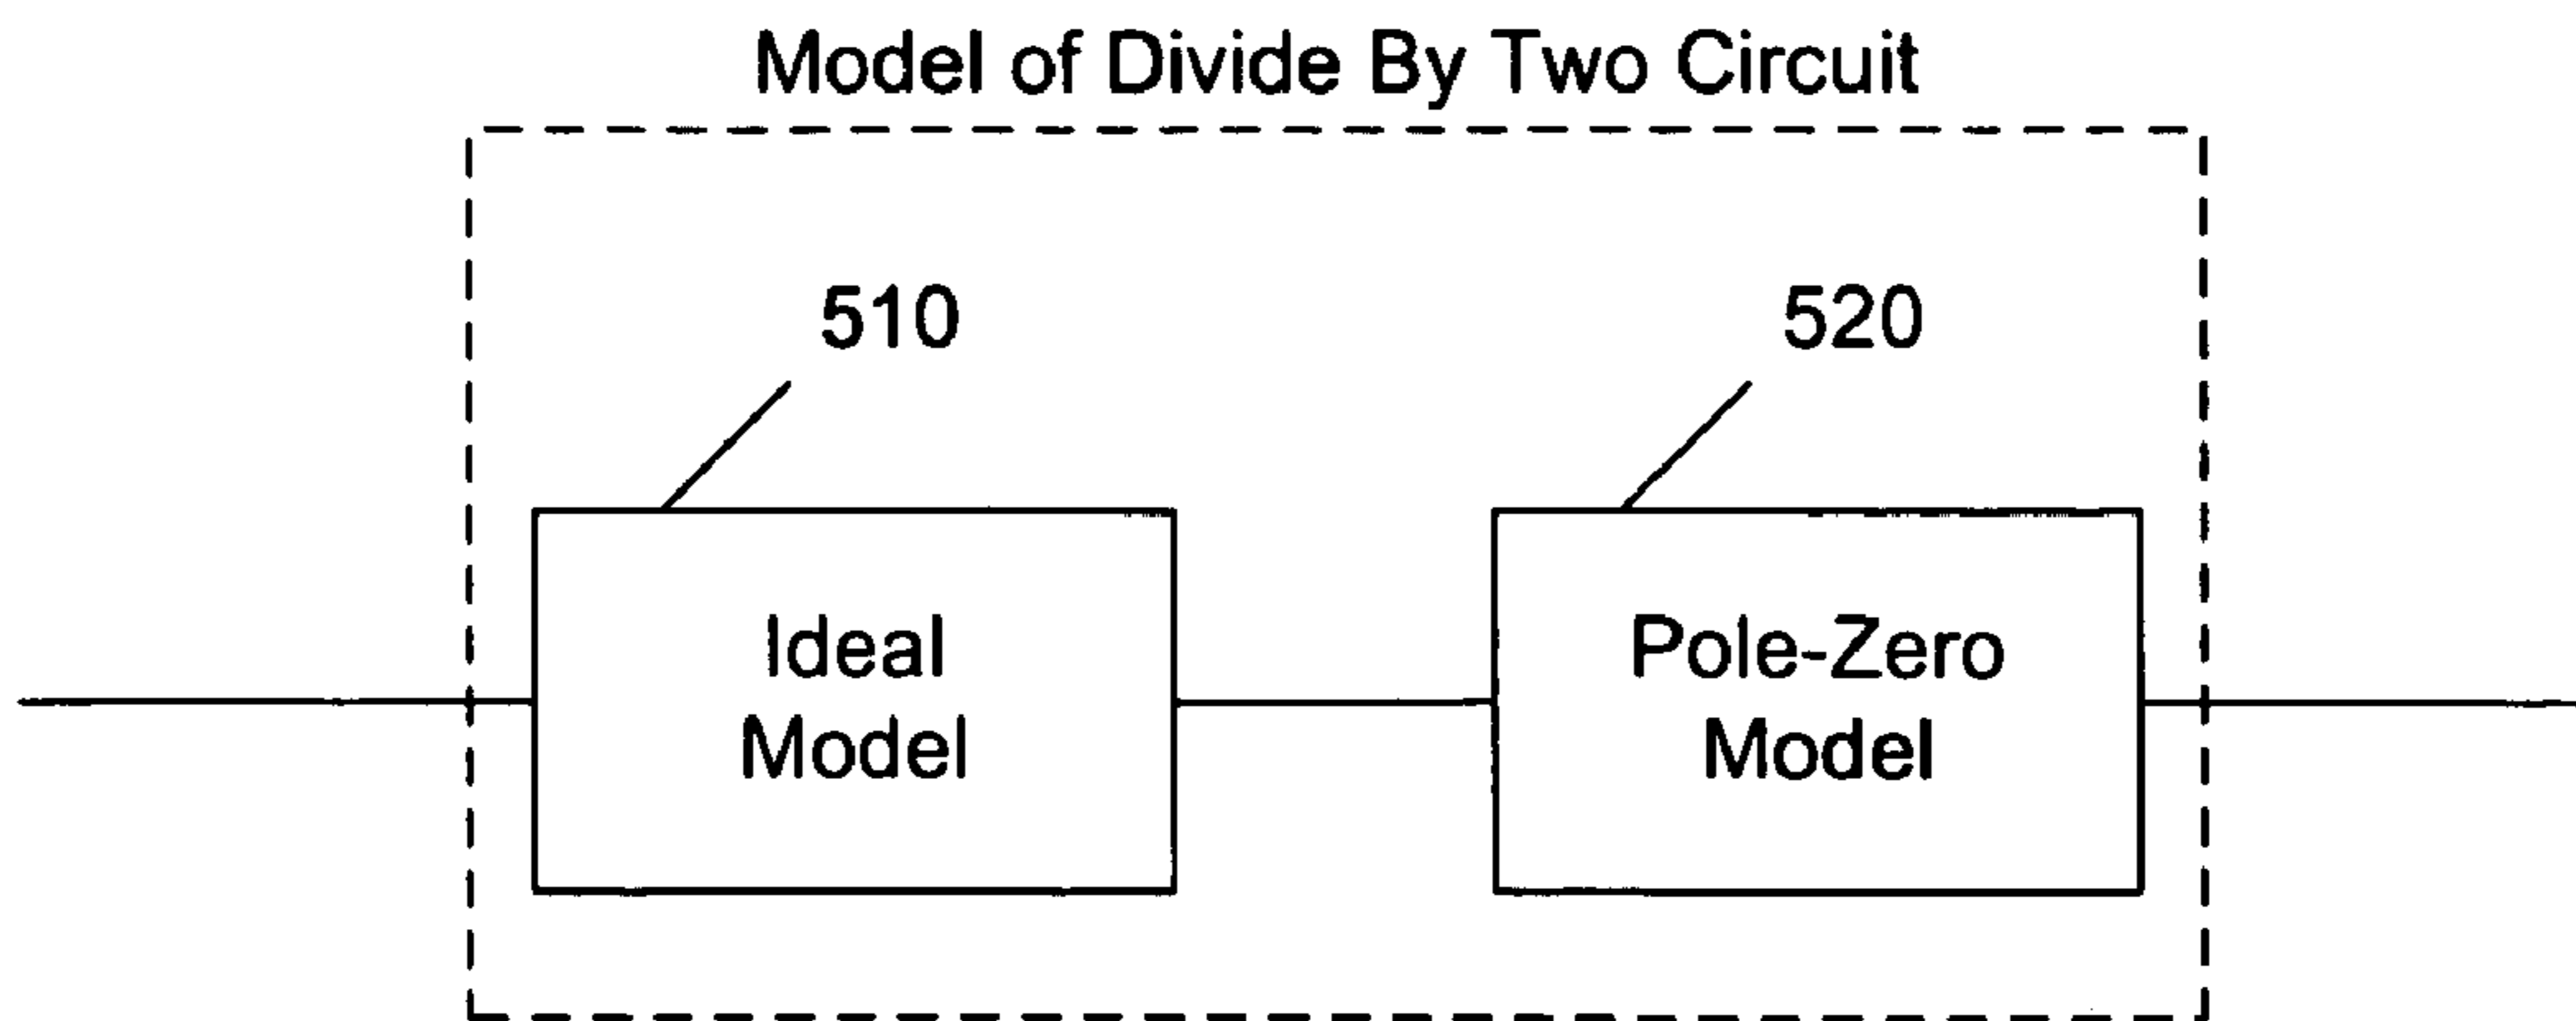 Model of Divide By Two Circuit
510
520
Ideal
Model
Pole-Zero
Model